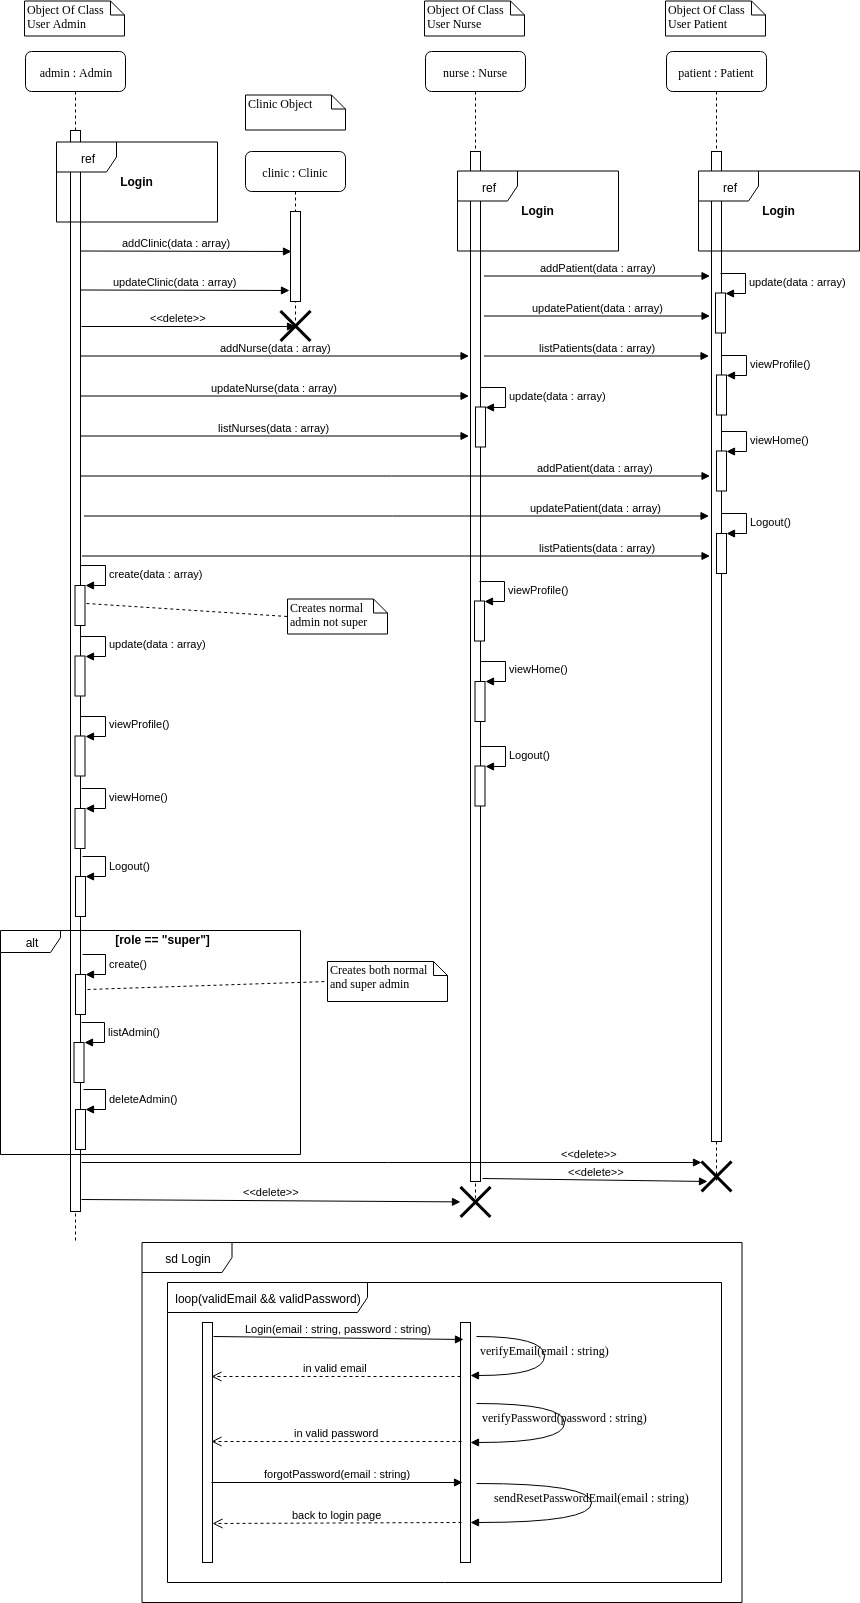 Object Of Class
User Admin
Object Of Class
User Nurse
Object Of Class
User Patient
admin : Admin
nurse : Nurse
patient : Patient
Clinic Object
clinic : Clinic
ref
Login
ref
Login
ref
Login
addClinic(data : array)
addPatient(data : array)
update(data : array)
updateClinic(data : array)
updatePatient(data : array)
<<delete>>
addNurse(data : array)
listPatients(data : array)
viewProfile()
updateNurse(data : array)
update(data : array)
listNurses(data : array)
viewHome()
addPatient(data : array)
updatePatient(data : array)
Logout()
listPatients(data : array)
create(data : array)
viewProfile()
Creates normal
admin not super
update(data : array)
viewHome()
viewProfile()
Logout()
viewHome()
Logout()
alt
[role == "super"]
create()
Creates both normal
and super admin
listAdmin()
deleteAdmin()
<<delete>>
<<delete>>
<<delete>>
sd Login
loop(validEmail && validPassword)
Login(email : string, password : string)
verifyEmail(email : string)
in valid email
verifyPassword(password : string)
in valid password
forgotPassword(email : string)
sendResetPasswordEmail(email : string)
back to login page